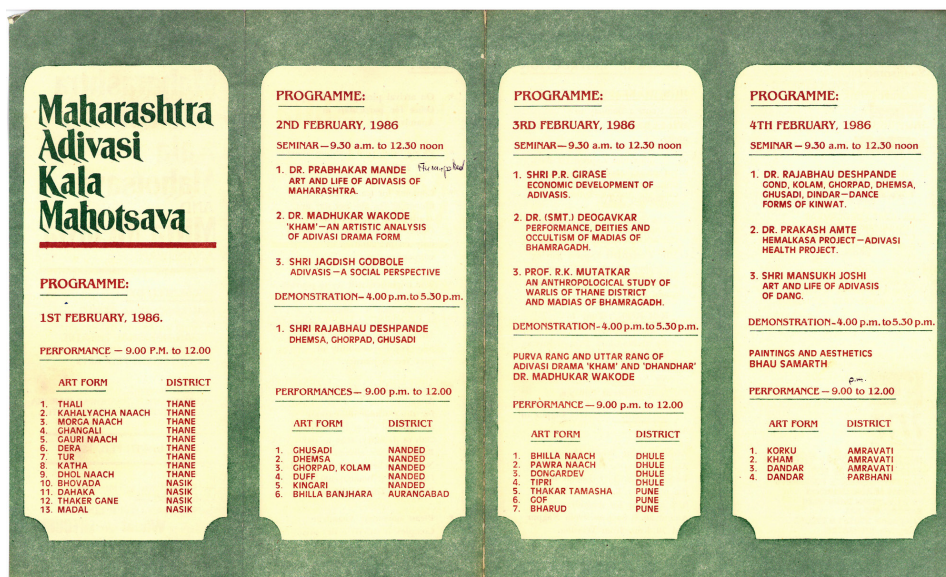 Maharashtra
Adivasi
Kala
Mahotsava
PROGRAMME:
1ST FEBRUARY, 1986.
PERFORMANCE — 9.00 P.M. to 12.00
ART FORM DISTRICT
1. THALI THANE
2. KAHALYACHA NAACH THANE
3. MORGA NAACH THANE
4. GHANGALI THANE
5. GAURI NAACH THANE
6. DERA THANE
7. TUR THANE
8. KATHA THANE
9. DHOL NAACH THANE
10. BHOVADA NASIK
11. DAHAKA NASIK
12. THAKER GANE NASIK
13. MADAL NASIK
PROGRAMME:
2ND FEBRUARY, 1986
SEMINAR — 9.30 a.m. to 12.30 noon
1. DR. PRABHAKAR MANDE
ART AND LIFE OF ADIVASIS OF
MAHARASHTRA.
2. DR. MADHUKAR WAKODE
'KHAM'—AN ARTISTIC ANALYSIS
OF ADIVASI DRAMA FORM
3. SHRI JAGDISH GODBOLE
ADIVASIS – A SOCIAL PERSPECTIVE
DEMONSTRATION– 4.00 p.m. to 5.30 p.m.
1. SHRI RAJABHAU DESHPANDE
DHEMSA, GHORPAD, GHUSADI
PERFORMANCES — 9.00 p.m. to 12.00
ART FORM DISTRICT
1. GHUSADI NANDED
2. DHEMSA NANDED
3. GHORPAD, KOLAM NANDED
4. DUFF NANDED
5. KINGARI NANDED
6. BHILLA BANJHARA AURANGABAD
PROGRAMME:
3RD FEBRUARY, 1986
SEMINAR — 9.30 a.m. to 12.30 noon
1. SHRI P.R. GIRASE
ECONOMIC DEVELOPMENT OF
ADIVASIS.
2. DR. (SMT.) DEOGAVKAR
PERFORMANCE, DEITIES AND
OCCULTISM OF MADIAS OF
BHAMRAGADH.
3. PROF. R.K. MUTATKAR
AN ANTHROPOLOGICAL STUDY OF
WARLIS OF THANE DISTRICT
AND MADIAS OF BHAMRAGADH.
DEMONSTRATION–4.00 p.m. to 5.30 p.m.
PURVA RANG AND UTTAR RANG OF
ADIVASI DRAMA 'KHAM' AND 'DHANDHAR'
DR. MADHUKAR WAKODE
PERFORMANCE — 9.00 p.m. to 12.00
ART FORM DISTRICT
1. BHILLA NAACH DHULE
2. PAWRA NAACH DHULE
3. DONGARDEV DHULE
4. TIPRI DHULE
5. THAKAR TAMASHA PUNE
6. GOF PUNE
7. BHARUD PUNE
PROGRAMME:
4TH FEBRUARY, 1986
SEMINAR — 9.30 a.m. to 12.30 noon
1. DR. RAJABHAU DESHPANDE
GOND, KOLAM, GHORPAD, DHEMSA,
GHUSADI, DINDAR—DANCE
FORMS OF KINWAT.
2. DR. PRAKASH AMTE
HEMALKASA PROJECT—ADIVASI
HEALTH PROJECT.
3. SHRI MANSUKH JOSHI
ART AND LIFE OF ADIVASIS
OF DANG.
DEMONSTRATION–4.00 p.m. to 5.30 p.m.
PAINTINGS AND AESTHETICS
BHAU SAMARTH
p.m.
PERFORMANCE — 9.00 to 12.00
ART FORM DISTRICT
1. KORKU AMRAVATI
2. KHAM AMRAVATI
3. DANDAR AMRAVATI
4. DANDAR PARBHANI